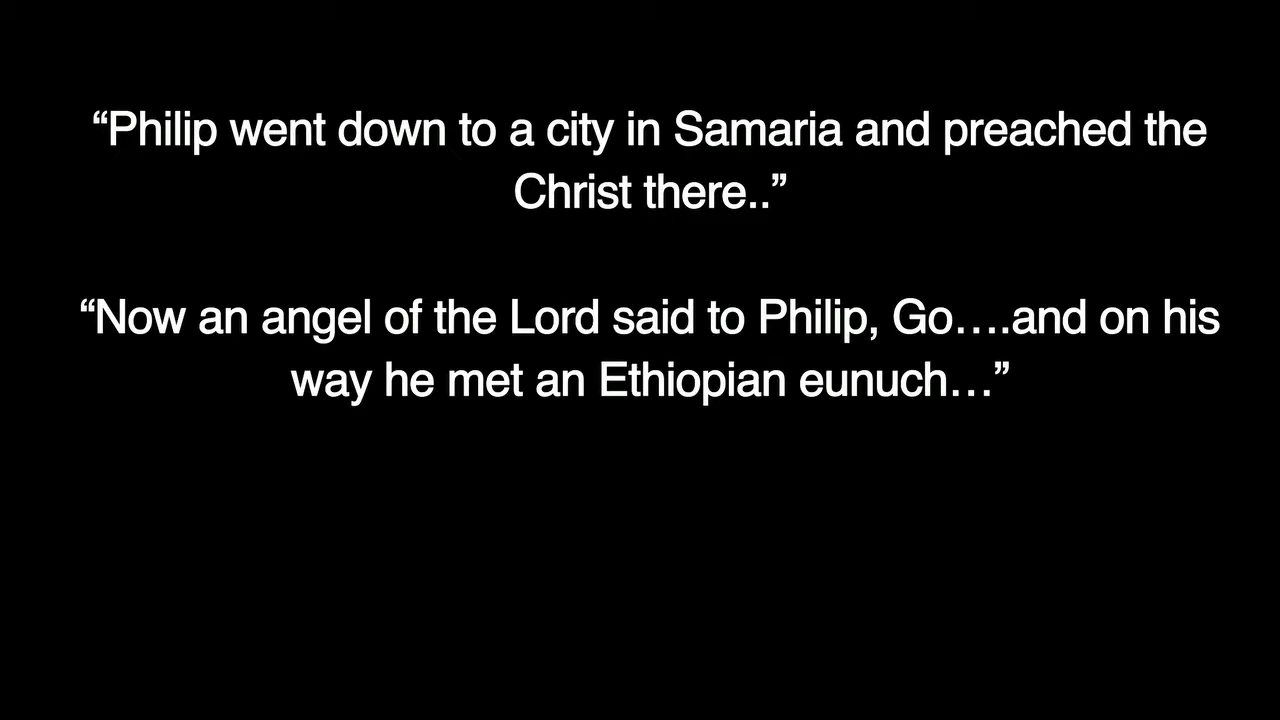 “Philip went down to a city in Samaria and preached the
Christ there..”
“Now an angel of the Lord said to Philip, Go….and on his
way he met an Ethiopian eunuch…”